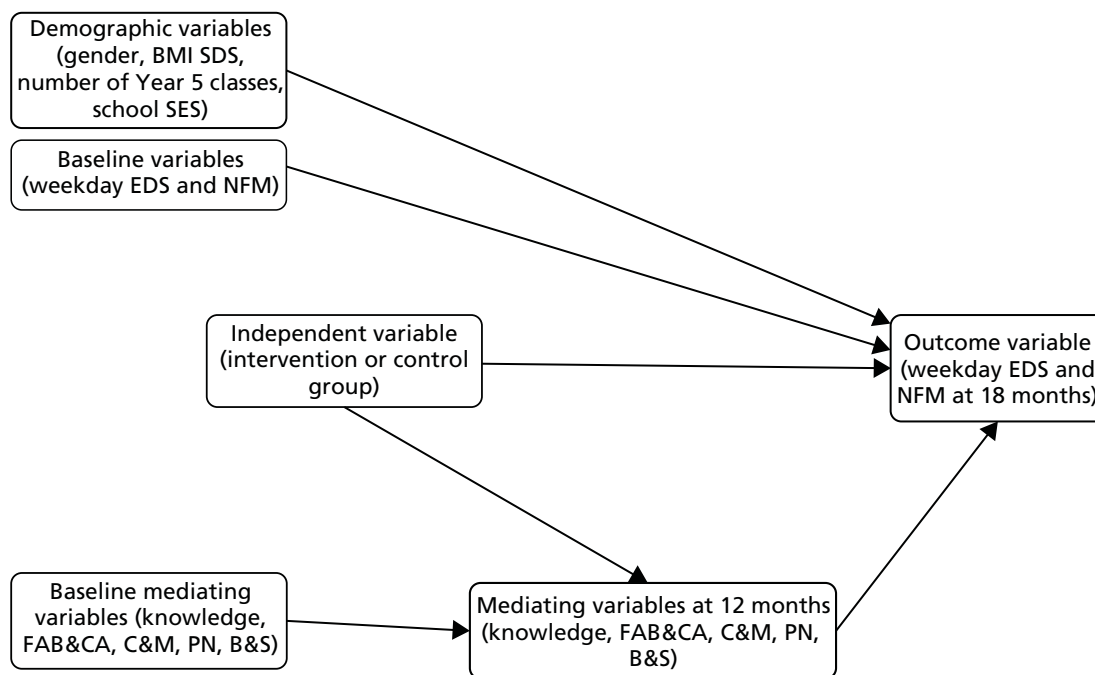 Demographic variables
(gender, BMI SDS,
number of Year 5 classes,
school SES)
Baseline variables
(weekday EDS and NFM)
Independent variable
(intervention or control
group)
Outcome variable
(weekday EDS and
NFM at 18 months)
Baseline mediating
variables (knowledge,
FAB&CA, C&M, PN, B&S)
Mediating variables at 12 months
(knowledge, FAB&CA, C&M, PN,
B&S)